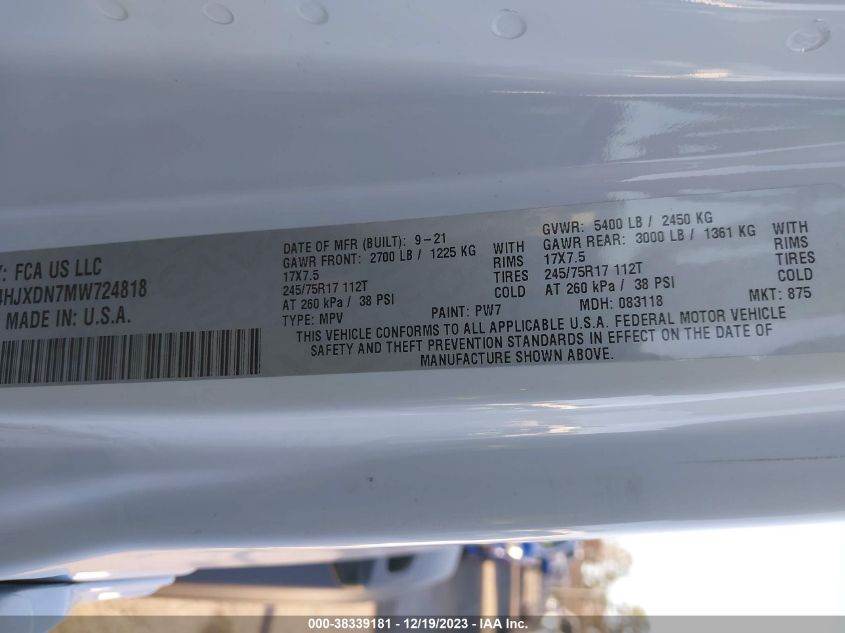 : FCA US LLC
HJXDN7MW724818
MADE IN: U.S.A.
DATE OF MFR (BUILT): 9-21
GAWR FRONT: 2700 LB / 1225 KG WITH
17X7.5 RIMS
245/75R17 112T TIRES
AT 260 kPa / 38 PSI COLD
TYPE: MPV PAINT: PW7
GVWR: 5400 LB / 2450 KG
GAWR REAR: 3000 LB / 1361 KG WITH
17X7.5 RIMS
245/75R17 112T TIRES
AT 260 kPa / 38 PSI COLD
MDH: 083118 MKT: 875
THIS VEHICLE CONFORMS TO ALL APPLICABLE U.S.A. FEDERAL MOTOR VEHICLE
SAFETY AND THEFT PREVENTION STANDARDS IN EFFECT ON THE DATE OF
MANUFACTURE SHOWN ABOVE.
000-38339181 - 12/19/2023 - IAA Inc.